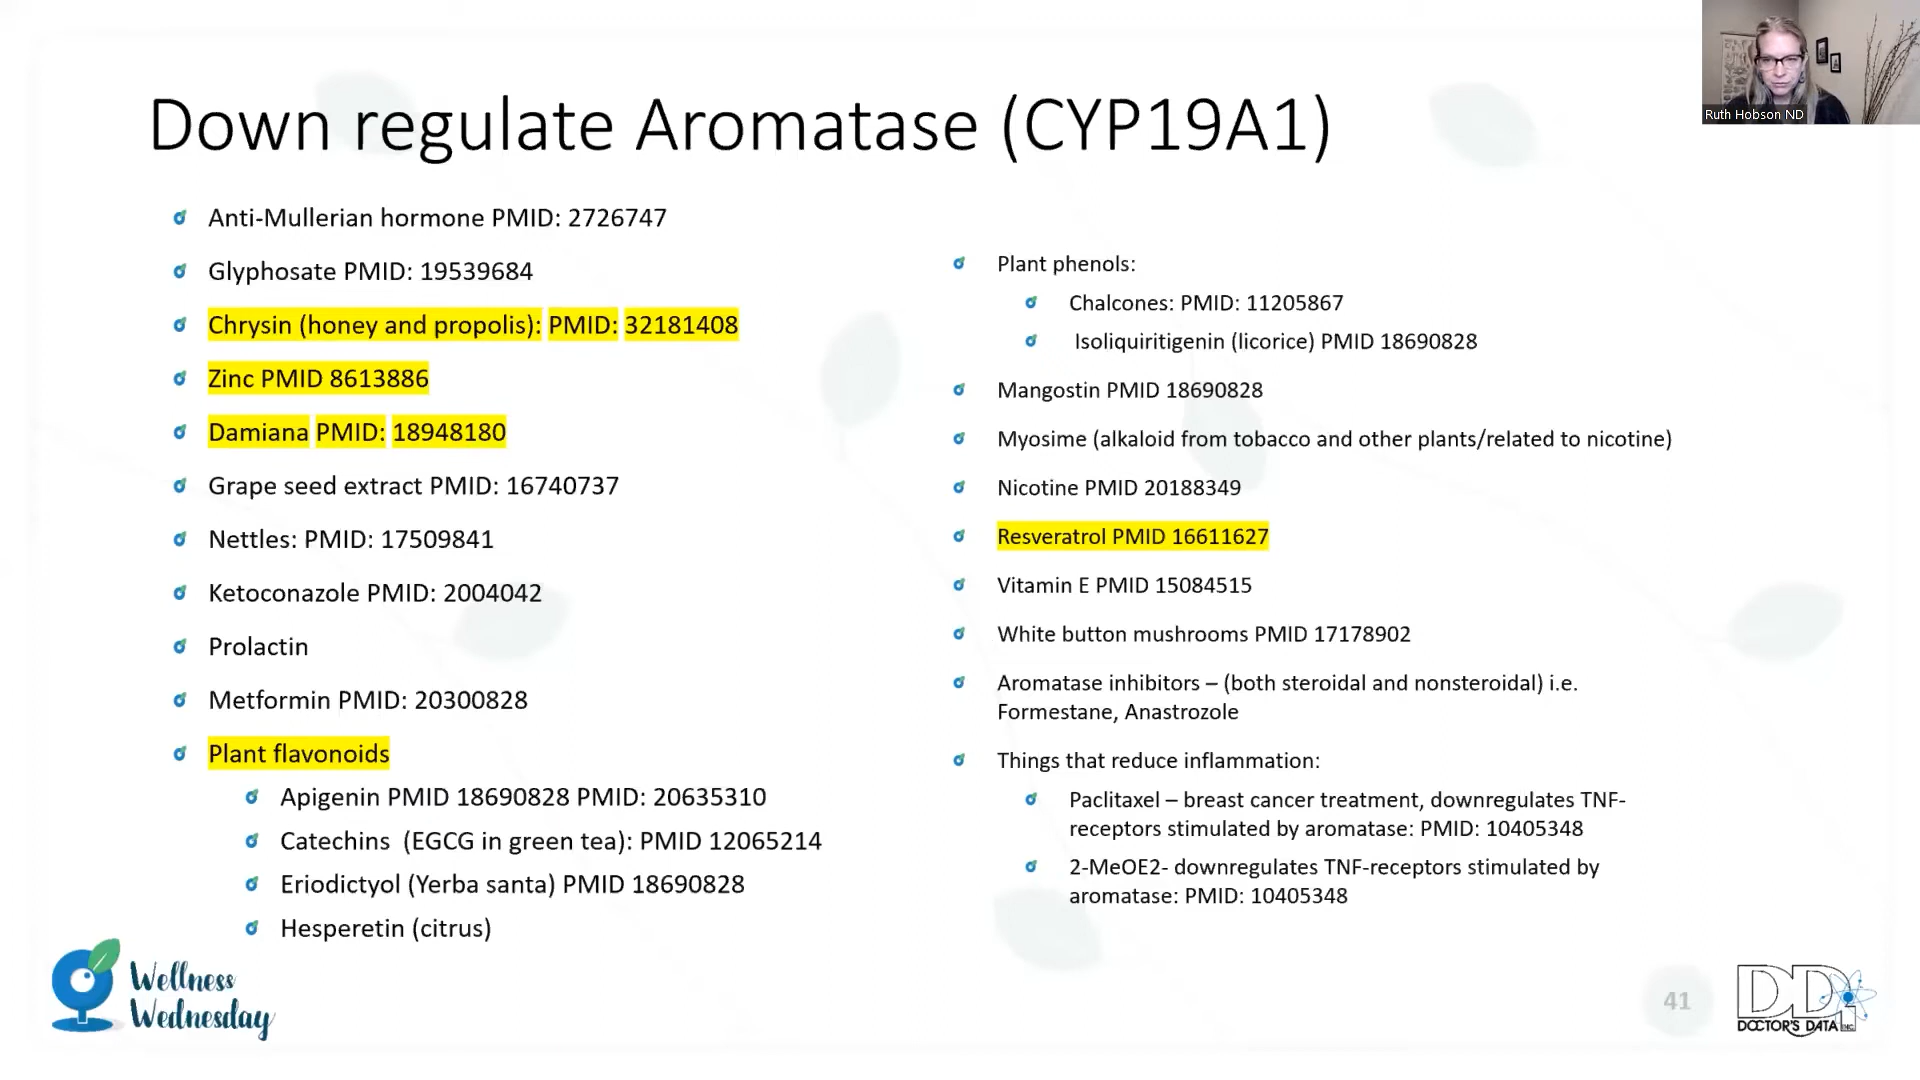 Ruth Hobson ND
Down regulate Aromatase (CYP19A1)
Anti-Mullerian hormone PMID: 2726747
Glyphosate PMID: 19539684
Chrysin (honey and propolis): PMID: 32181408
Zinc PMID 8613886
Damiana PMID: 18948180
Grape seed extract PMID: 16740737
Nettles: PMID: 17509841
Ketoconazole PMID: 2004042
Prolactin
Metformin PMID: 20300828
Plant flavonoids
Apigenin PMID 18690828 PMID: 20635310
Catechins (EGCG in green tea): PMID 12065214
Eriodictyol (Yerba santa) PMID 18690828
Hesperetin (citrus)
Plant phenols:
Chalcones: PMID: 11205867
Isoliquiritigenin (licorice) PMID 18690828
Mangostin PMID 18690828
Myosime (alkaloid from tobacco and other plants/related to nicotine)
Nicotine PMID 20188349
Resveratrol PMID 16611627
Vitamin E PMID 15084515
White button mushrooms PMID 17178902
Aromatase inhibitors – (both steroidal and nonsteroidal) i.e.
Formestane, Anastrozole
Things that reduce inflammation:
Paclitaxel – breast cancer treatment, downregulates TNF-
receptors stimulated by aromatase: PMID: 10405348
2-MeOE2- downregulates TNF-receptors stimulated by
aromatase: PMID: 10405348
Wellness
Wednesday
41
DDI
DOCTOR'S DATA INC.